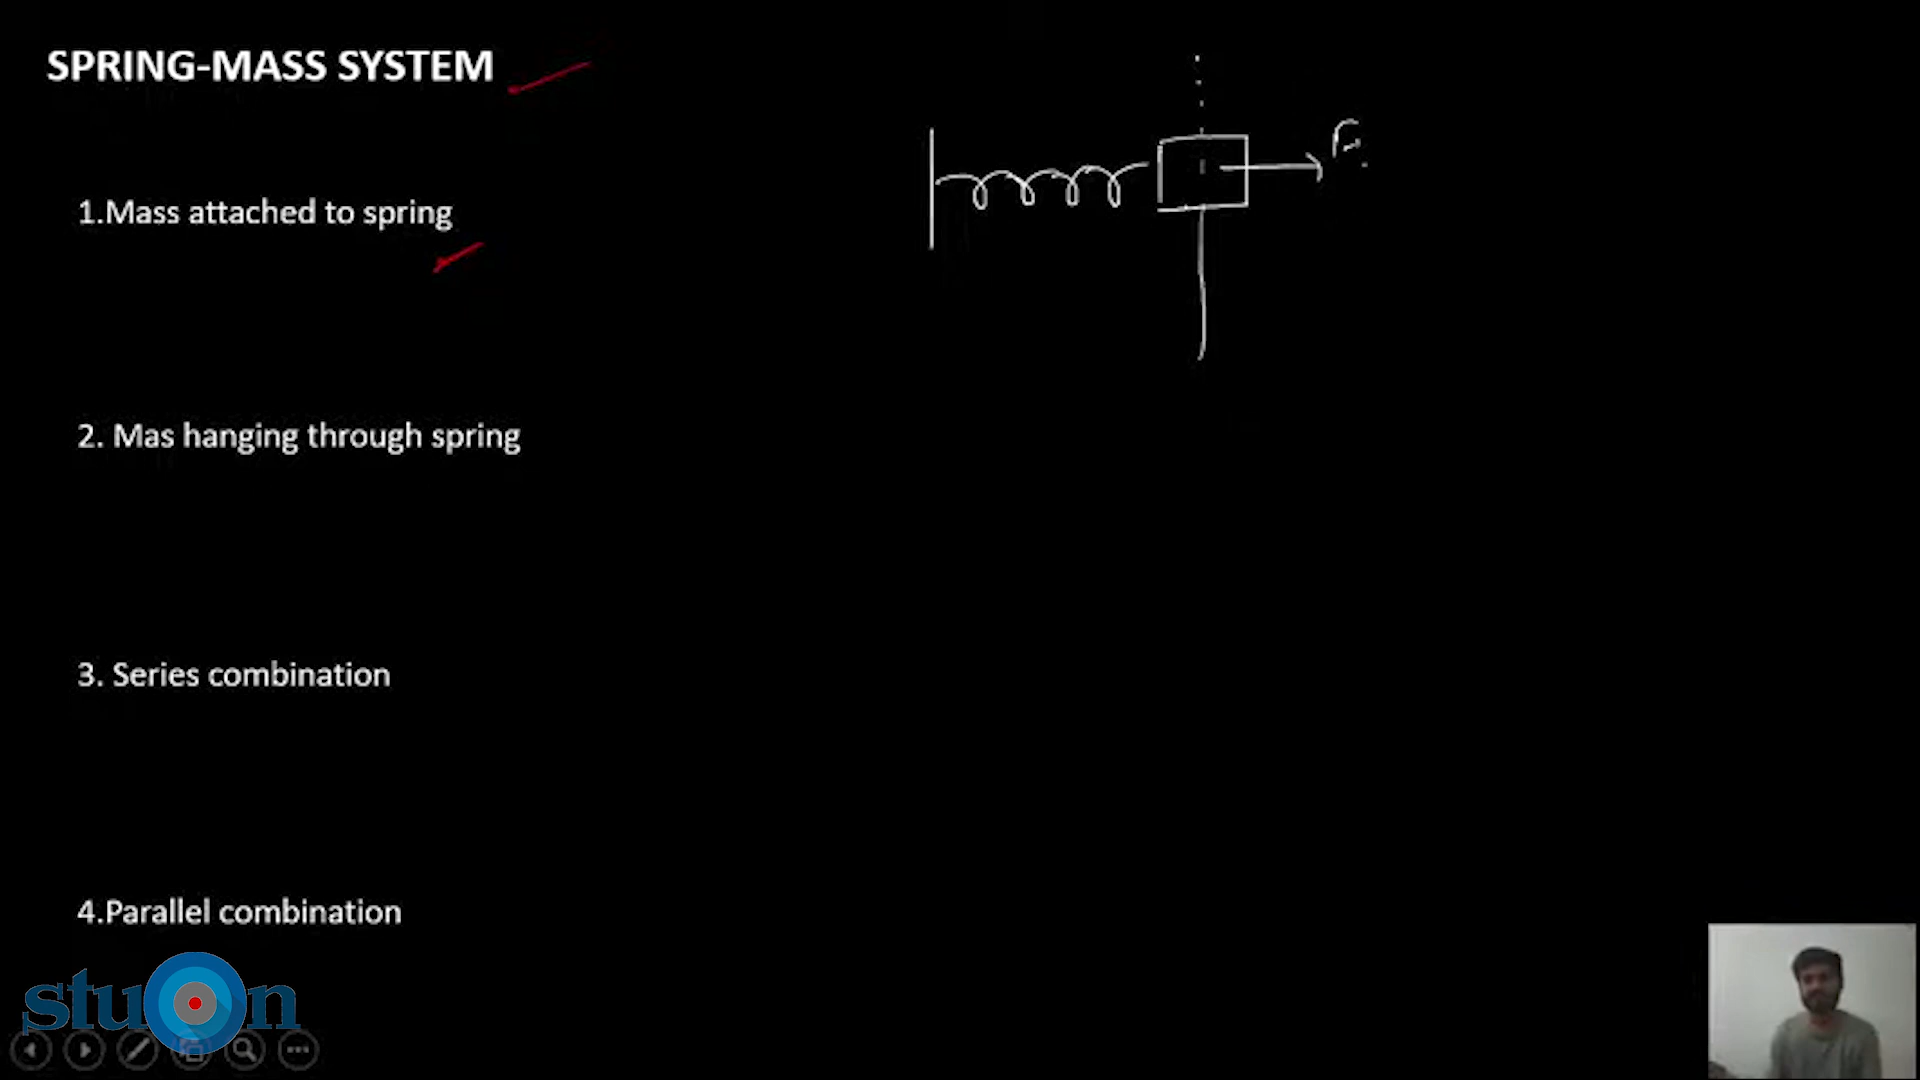 SPRING-MASS SYSTEM
1.Mass attached to spring
2. Mas hanging through spring
3. Series combination
4.Parallel combination
stuOn